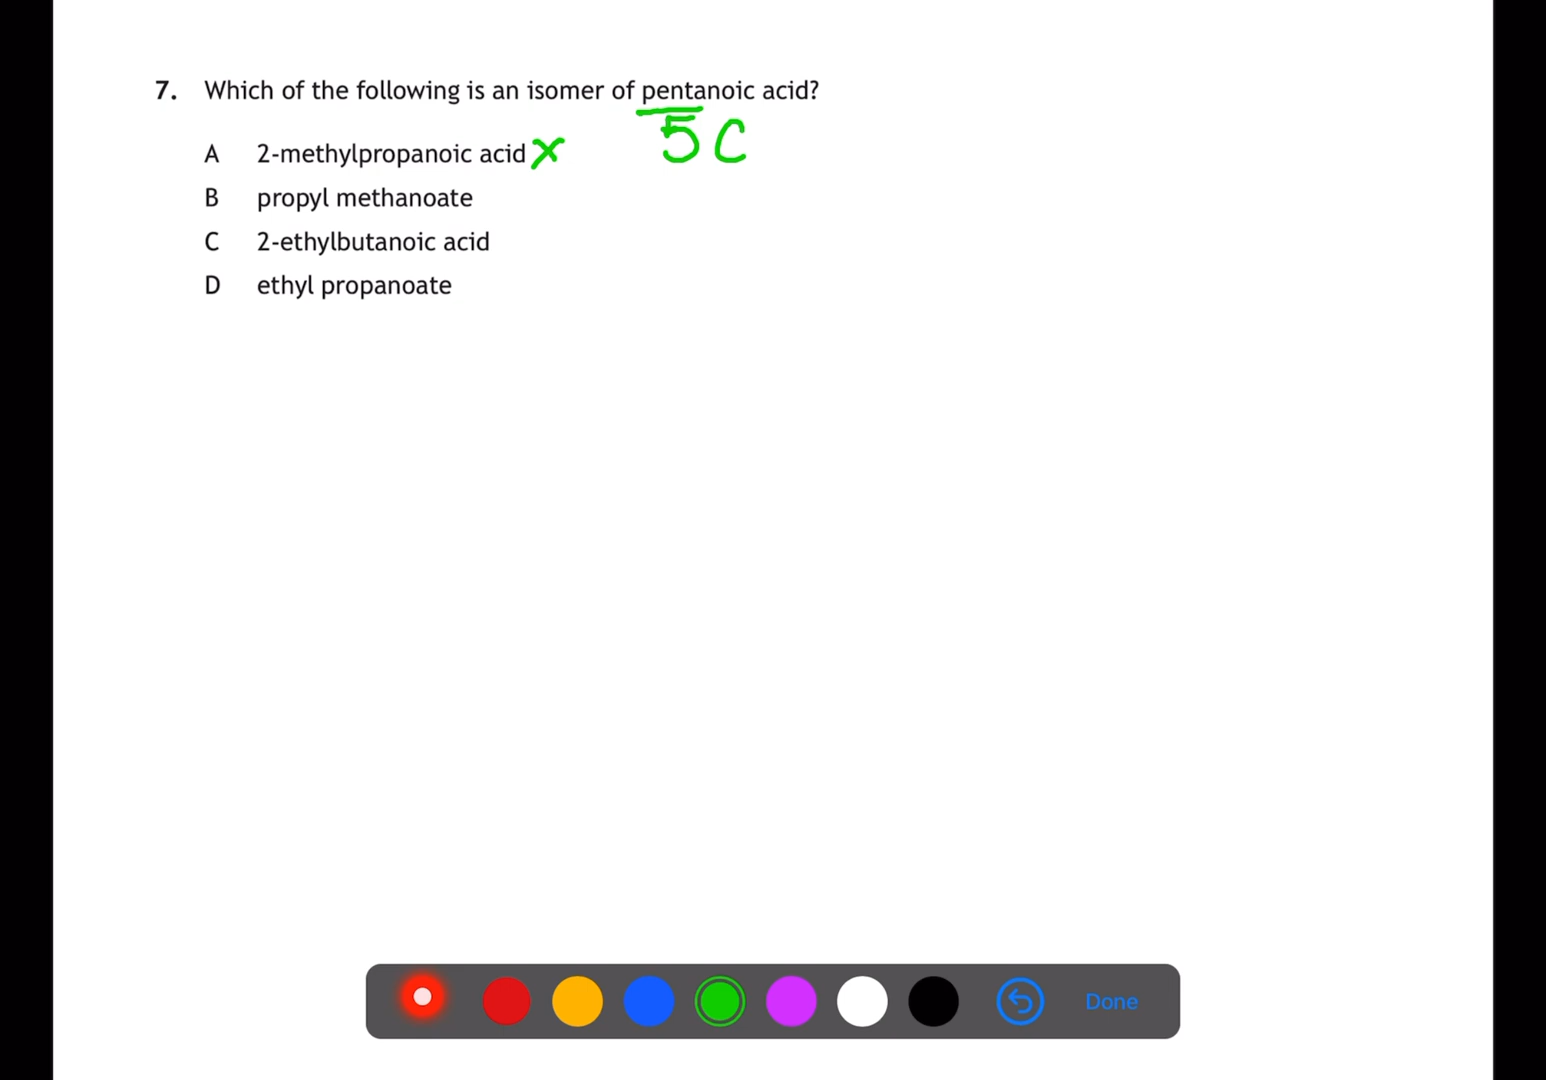 7. Which of the following is an isomer of pentanoic acid?
5C
A 2-methylpropanoic acid X
B propyl methanoate
C 2-ethylbutanoic acid
D ethyl propanoate
Done